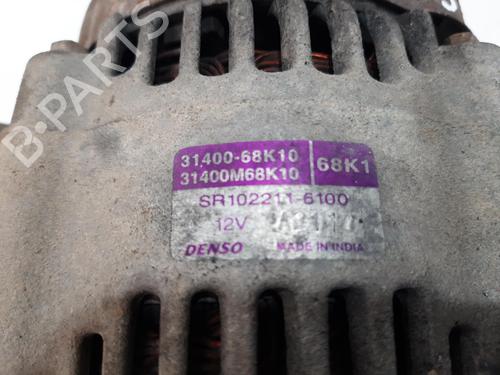 B-PARTS
31400-68K10
31400M68K10
68K1
SR102211-6100
12V
DENSO MADE IN INDIA